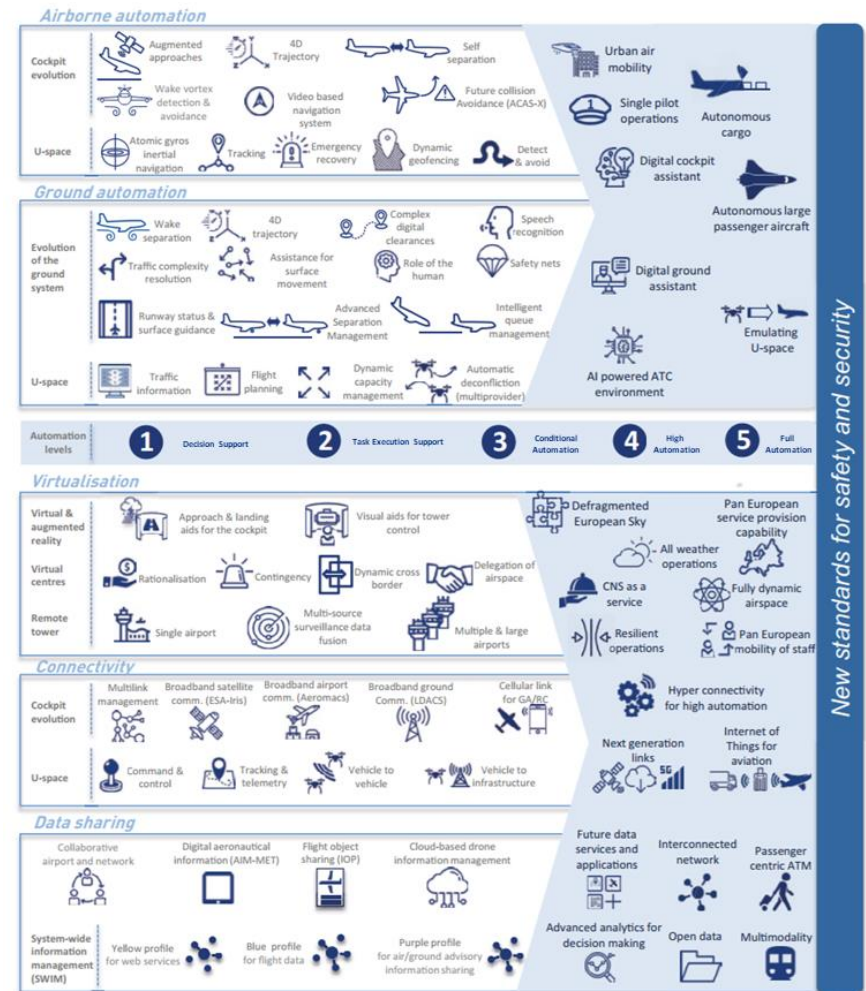 Airborne automation
Cockpit
evolution
Augmented
approaches
4D
Trajectory
Self
separation
Wake vortex
detection &
avoidance
Video based
navigation
system
Future collision
Avoidance (ACAS-X)
U-space
Atomic gyros
inertial
navigation
Tracking
Emergency
recovery
Dynamic
geofencing
Detect
& avoid
Urban air
mobility
1
Single pilot
operations
Autonomous
cargo
Digital cockpit
assistant
Autonomous large
passenger aircraft
Ground automation
Evolution
of the
ground
system
Wake
separation
4D
trajectory
Complex
digital
clearances
Speech
recognition
Traffic complexity
resolution
Assistance for
surface
movement
Role of the
human
Safety nets
Runway status &
surface guidance
Advanced
Separation
Management
Intelligent
queue
management
U-space
Traffic
information
Flight
planning
Dynamic
capacity
management
Automatic
deconfliction
(multiprovider)
Digital ground
assistant
Emulating
U-space
AI powered ATC
environment
Automation
levels
1
Decision Support
2
Task Execution Support
3
Conditional
Automation
4
High
Automation
5
Full
Automation
Virtualisation
Virtual &
augmented
reality
Approach & landing
aids for the cockpit
Visual aids for tower
control
Virtual
centres
$
Rationalisation
Contingency
Dynamic cross
border
Delegation of
airspace
Remote
tower
Single airport
Multi-source
surveillance data
fusion
Multiple & large
airports
Defragmented
European Sky
Pan European
service provision
capability
All weather
operations
CNS as a
service
Fully dynamic
airspace
Resilient
operations
Pan European
mobility of staff
Connectivity
Cockpit
evolution
Multilink
management
Broadband satellite
comm. (ESA-Iris)
Broadband airport
comm. (Aeromacs)
Broadband ground
Comm. (LDACS)
Cellular link
for GA/RC
U-space
Command &
control
Tracking &
telemetry
Vehicle to
vehicle
Vehicle to
infrastructure
Hyper connectivity
for high automation
Next generation
links
5G
Internet of
Things for
aviation
Data sharing
Collaborative
airport and network
Digital aeronautical
information (AIM-MET)
Flight object
sharing (IOP)
Cloud-based drone
information management
System-wide
information
management
(SWIM)
Yellow profile
for web services
Blue profile
for flight data
Purple profile
for air/ground advisory
information sharing
Future data
services and
applications
Interconnected
network
Passenger
centric ATM
Advanced analytics for
decision making
Open data
Multimodality
New standards for safety and security